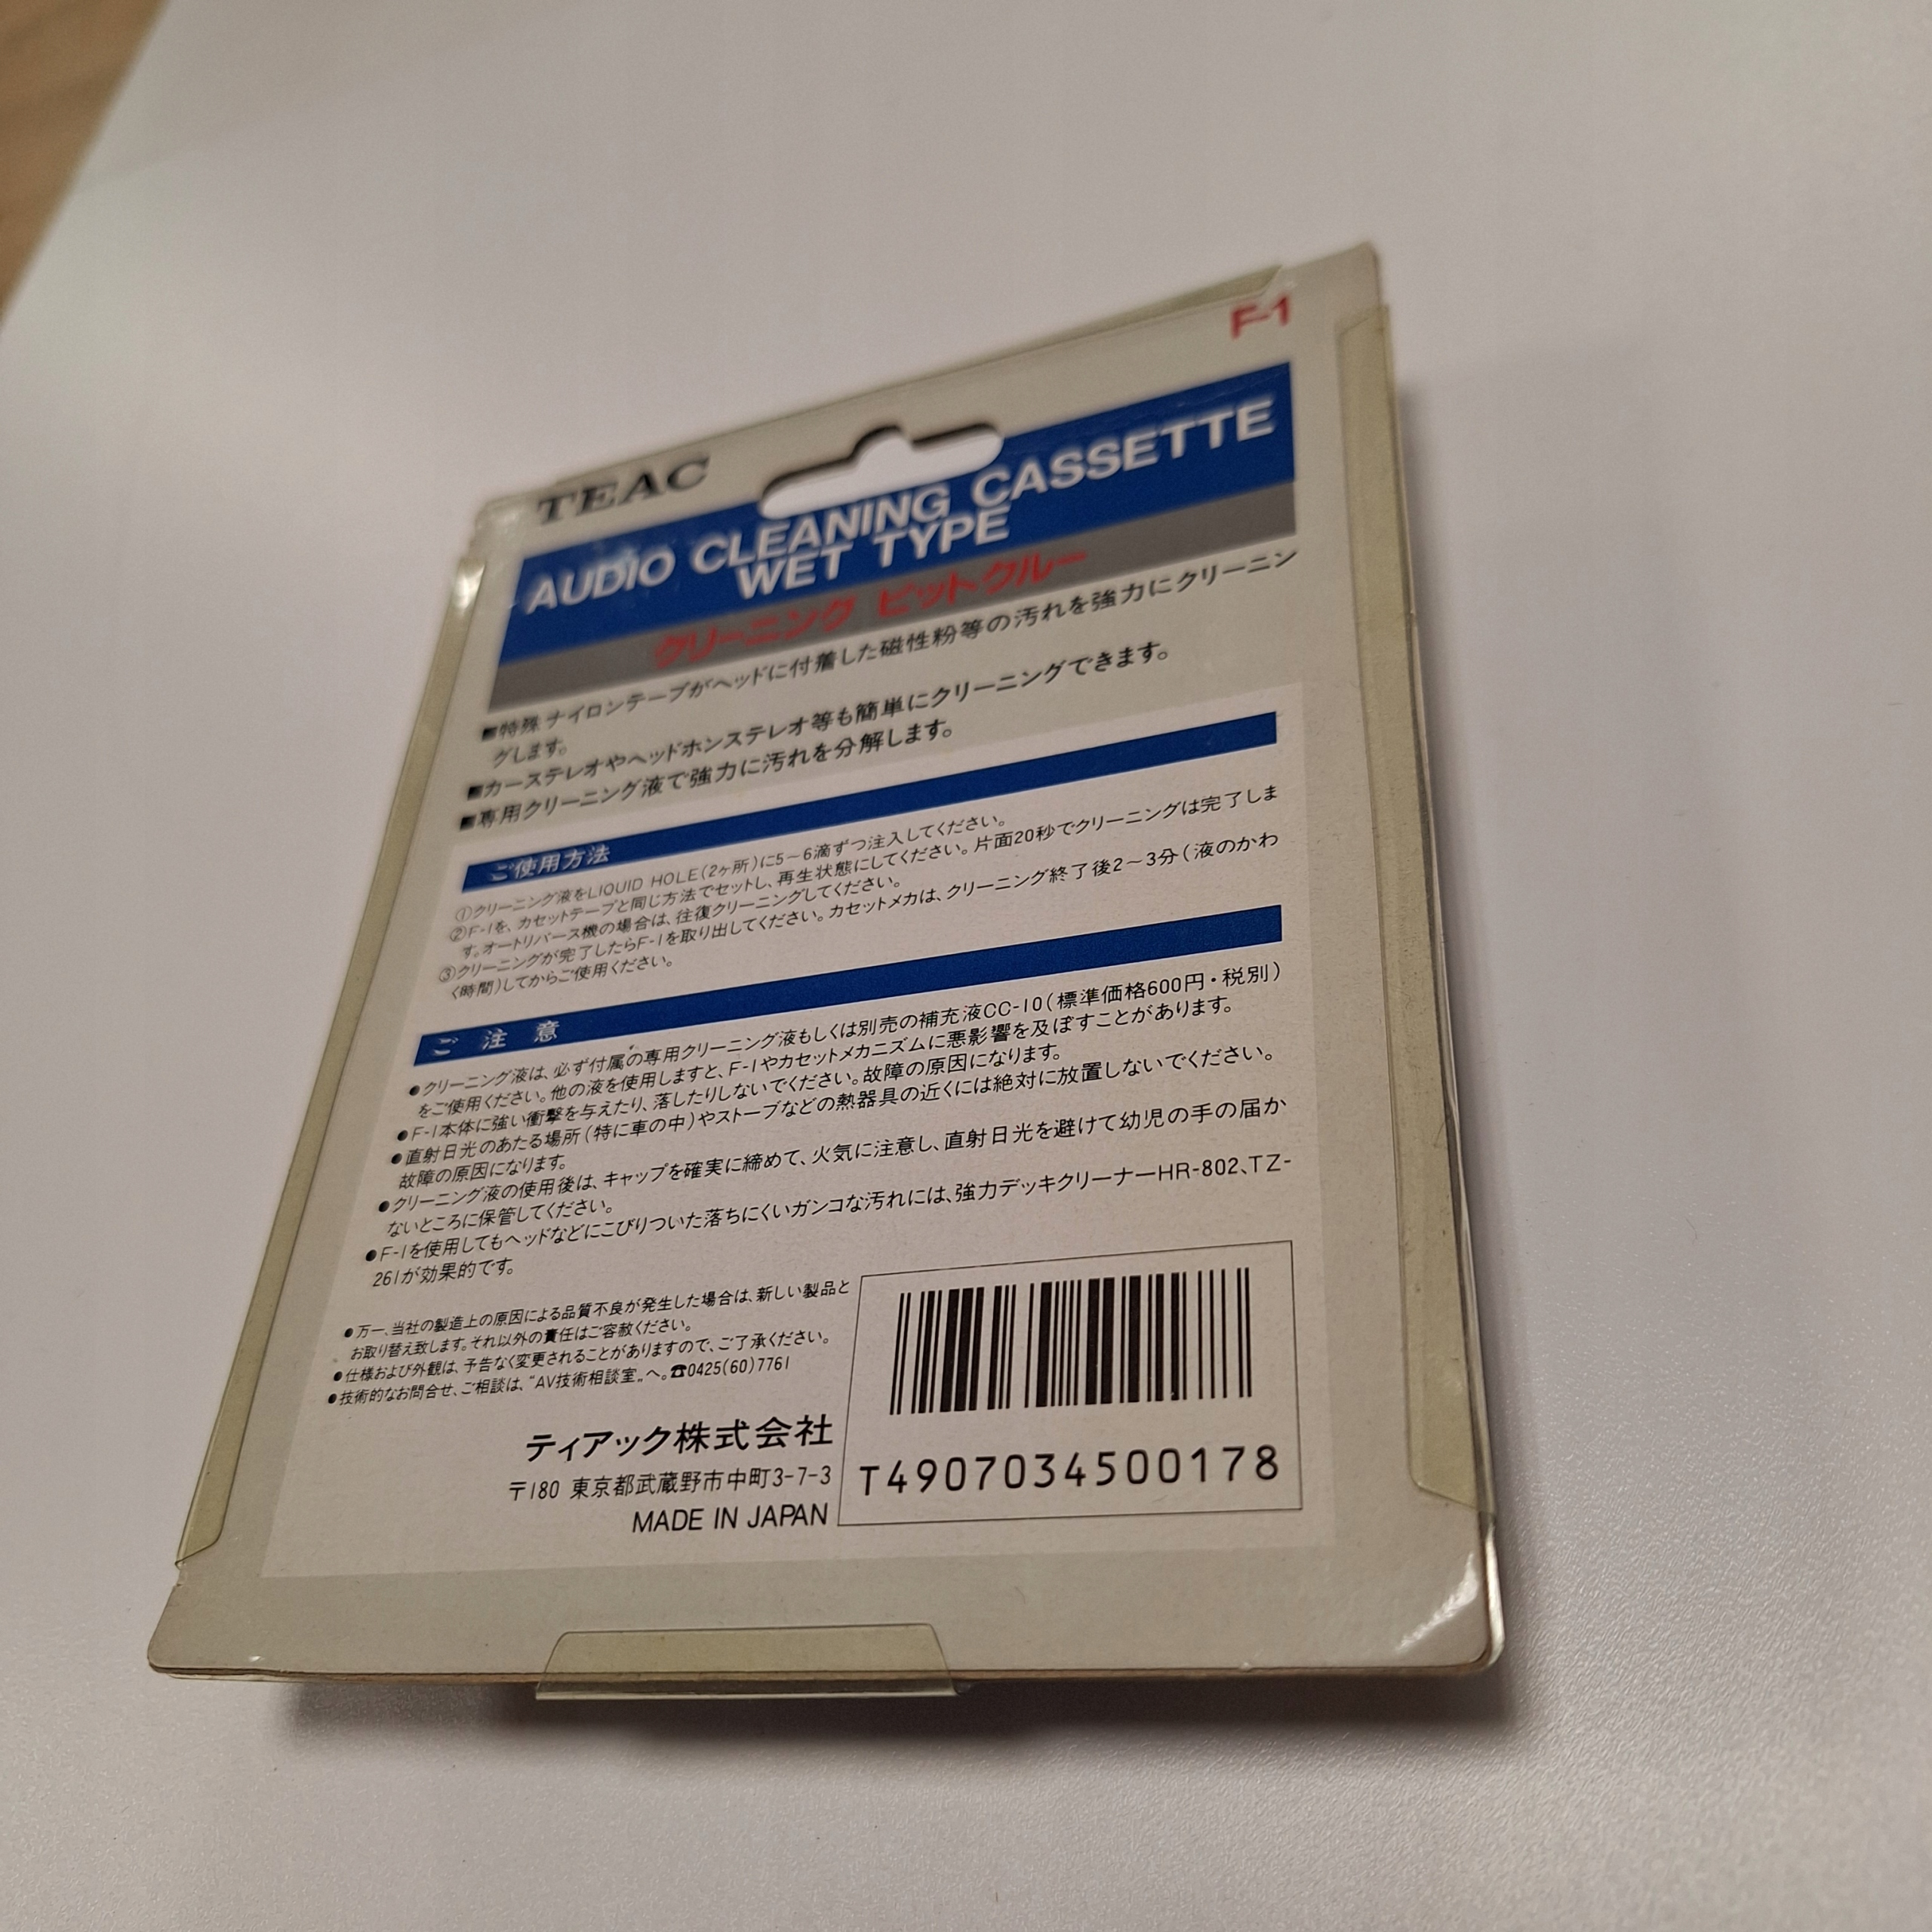 TEAC
F-1
AUDIO CLEANING CASSETTE
WET TYPE
クリーニング ピットクルー
■特殊ナイロンテープがヘッドに付着した磁性粉等の汚れを強力にクリーニン
グします。
■カーステレオやヘッドホンステレオ等も簡単にクリーニングできます。
■専用クリーニング液で強力に汚れを分解します。
ご使用方法
①クリーニング液をLIQUID HOLE(2ヶ所)に5〜6滴ずつ注入してください。
②F-1を、カセットテープと同じ方法でセットし、再生状態にしてください。片面20秒でクリーニングは完了しま
す。オートリバース機の場合は、往復クリーニングしてください。
③クリーニングが完了したらF-1を取り出してください。カセットメカは、クリーニング終了後2〜3分(液のかわ
く時間)してからご使用ください。
ご注意
●クリーニング液は、必ず付属の専用クリーニング液もしくは別売の補充液CC-10(標準価格600円・税別)
をご使用ください。他の液を使用しますと、F-1やカセットメカニズムに悪影響を及ぼすことがあります。
●F-1本体に強い衝撃を与えたり、落したりしないでください。故障の原因になります。
●直射日光のあたる場所(特に車の中)やストーブなどの熱器具の近くには絶対に放置しないでください。
故障の原因になります。
●クリーニング液の使用後は、キャップを確実に締めて、火気に注意し、直射日光を避けて幼児の手の届か
ないところに保管してください。
●F-1を使用してもヘッドなどにこびりついた落ちにくいガンコな汚れには、強力デッキクリーナーHR-802、TZ-
261が効果的です。
●万一、当社の製造上の原因による品質不良が発生した場合は、新しい製品と
お取り替え致します。それ以外の責任はご容赦ください。
●仕様および外観は、予告なく変更されることがありますので、ご了承ください。
●技術的なお問合せ、ご相談は、“AV技術相談室„へ。☎0425(60)7761
ティアック株式会社
〒180 東京都武蔵野市中町3-7-3
MADE IN JAPAN
T4907034500178